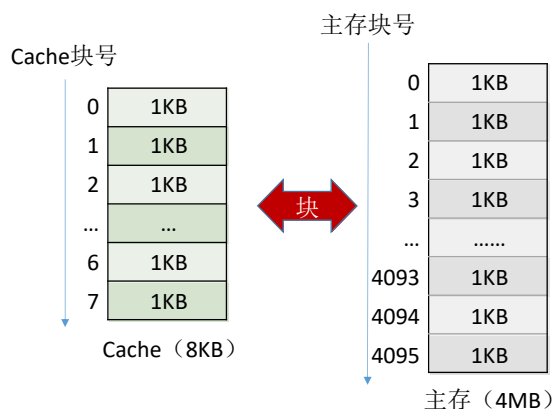 Cache块号
0 1KB
1 1KB
2 1KB
... ...
6 1KB
7 1KB
Cache（8KB）
块
主存块号
0 1KB
1 1KB
2 1KB
3 1KB
... ......
4093 1KB
4094 1KB
4095 1KB
主存（4MB）